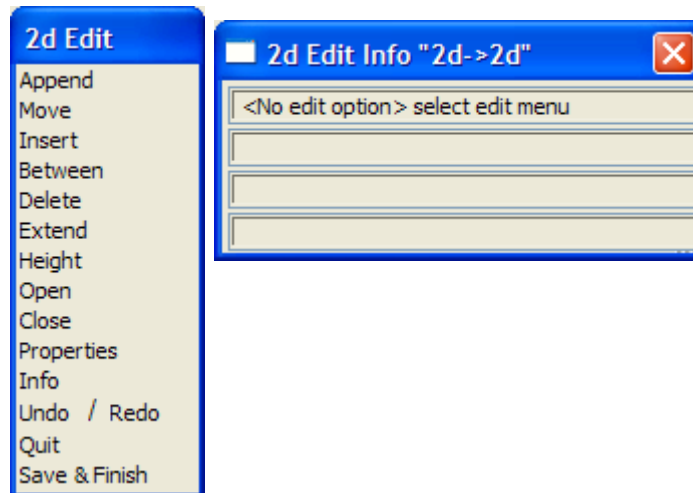 2d Edit
Append
Move
Insert
Between
Delete
Extend
Height
Open
Close
Properties
Info
Undo / Redo
Quit
Save & Finish
2d Edit Info "2d->2d"
<No edit option> select edit menu